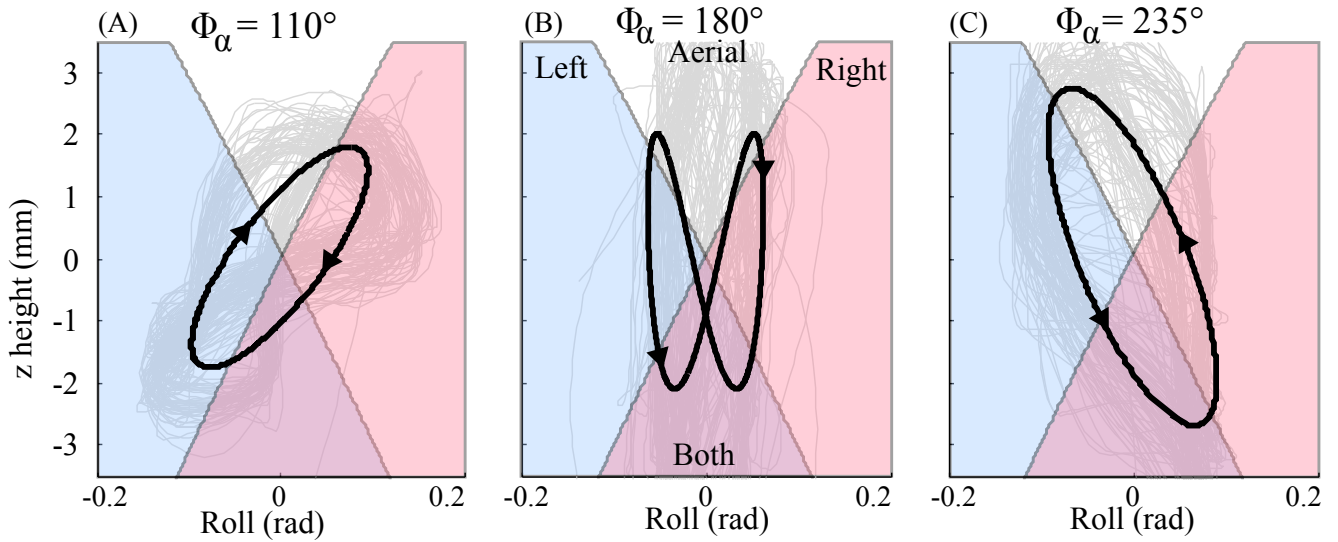 (A) Φα = 110°
(B) Φα = 180°
(C) Φα = 235°
Aerial
Left
Right
Both
z height (mm)
3
2
1
0
-1
-2
-3
-0.2 0 0.2
-0.2 0 0.2
-0.2 0 0.2
Roll (rad)
Roll (rad)
Roll (rad)